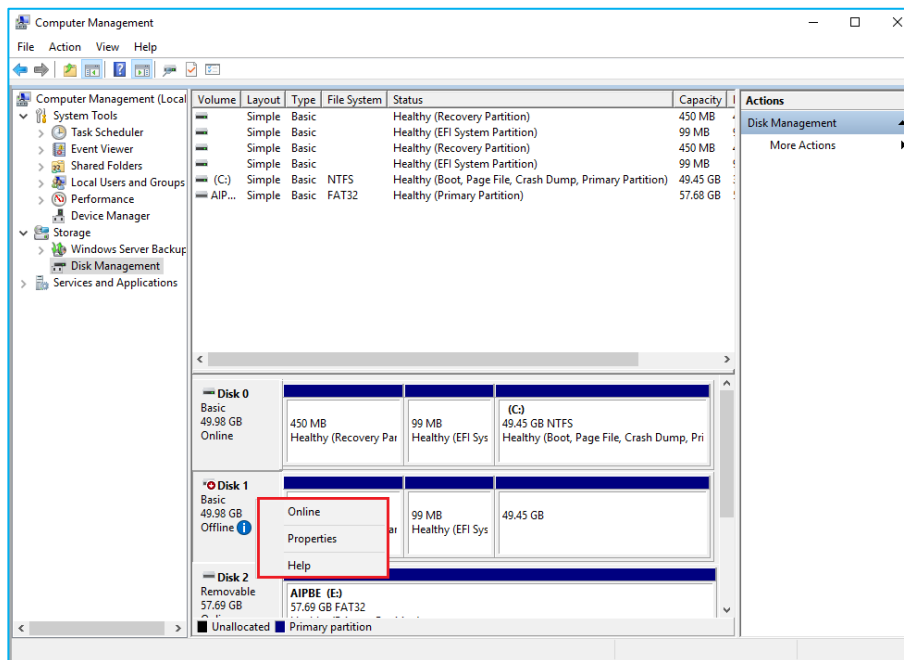 Computer Management
File Action View Help
Computer Management (Local
System Tools
Task Scheduler
Event Viewer
Shared Folders
Local Users and Groups
Performance
Device Manager
Storage
Windows Server Backup
Disk Management
Services and Applications
Volume Layout Type File System Status Capacity
Simple Basic Healthy (Recovery Partition) 450 MB
Simple Basic Healthy (EFI System Partition) 99 MB
Simple Basic Healthy (Recovery Partition) 450 MB
Simple Basic Healthy (EFI System Partition) 99 MB
(C:) Simple Basic NTFS Healthy (Boot, Page File, Crash Dump, Primary Partition) 49.45 GB
AIP... Simple Basic FAT32 Healthy (Primary Partition) 57.68 GB
Actions
Disk Management
More Actions
Disk 0
Basic
49.98 GB
Online
450 MB
Healthy (Recovery Par
99 MB
Healthy (EFI Sys
(C:)
49.45 GB NTFS
Healthy (Boot, Page File, Crash Dump, Pri
Disk 1
Basic
49.98 GB
Offline
Online
Properties
Help
99 MB
Healthy (EFI Sys
49.45 GB
Disk 2
Removable
57.69 GB
AIPBE (E:)
57.69 GB FAT32
Unallocated Primary partition